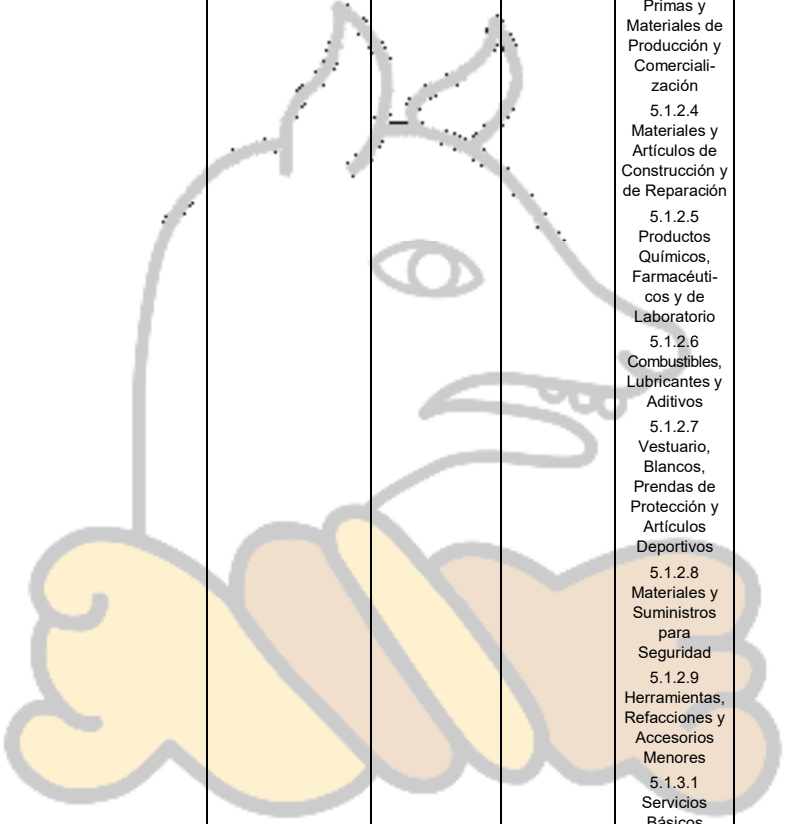 Primas y
Materiales de
Producción y
Comerciali-
zación
5.1.2.4
Materiales y
Artículos de
Construcción y
de Reparación
5.1.2.5
Productos
Químicos,
Farmacéuti-
cos y de
Laboratorio
5.1.2.6
Combustibles,
Lubricantes y
Aditivos
5.1.2.7
Vestuario,
Blancos,
Prendas de
Protección y
Artículos
Deportivos
5.1.2.8
Materiales y
Suministros
para
Seguridad
5.1.2.9
Herramientas,
Refacciones y
Accesorios
Menores
5.1.3.1
Servicios
Básicos